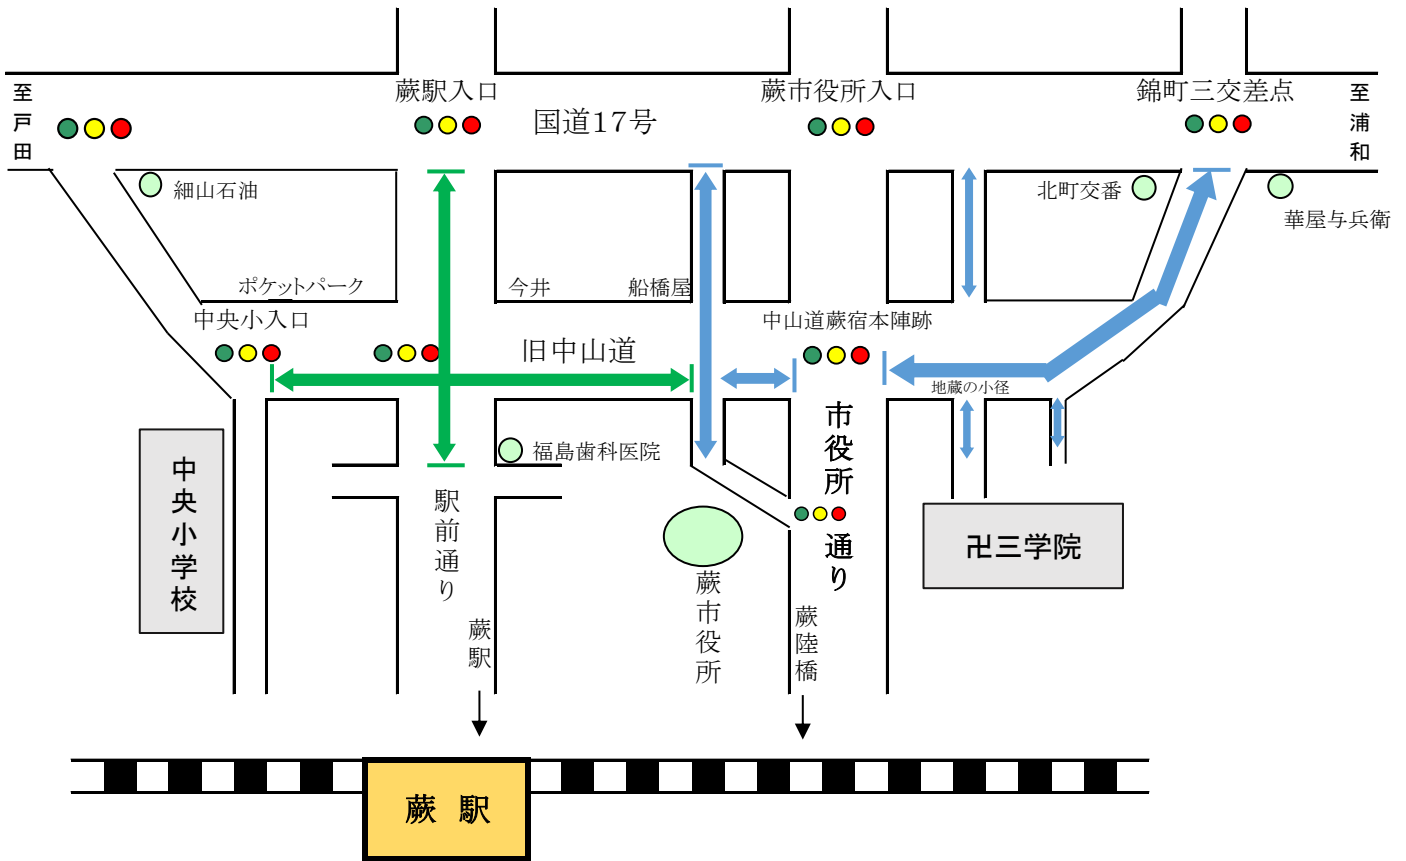 蕨駅入口
蕨市役所入口
錦町三交差点
至戸田
国道17号
至浦和
細山石油
北町交番
華屋与兵衛
ポケットパーク
今井
船橋屋
中央小入口
旧中山道
中山道蕨宿本陣跡
地蔵の小径
市役所通り
福島歯科医院
中央小学校
駅前通り
卍三学院
蕨市役所
蕨駅
蕨陸橋
蕨 駅